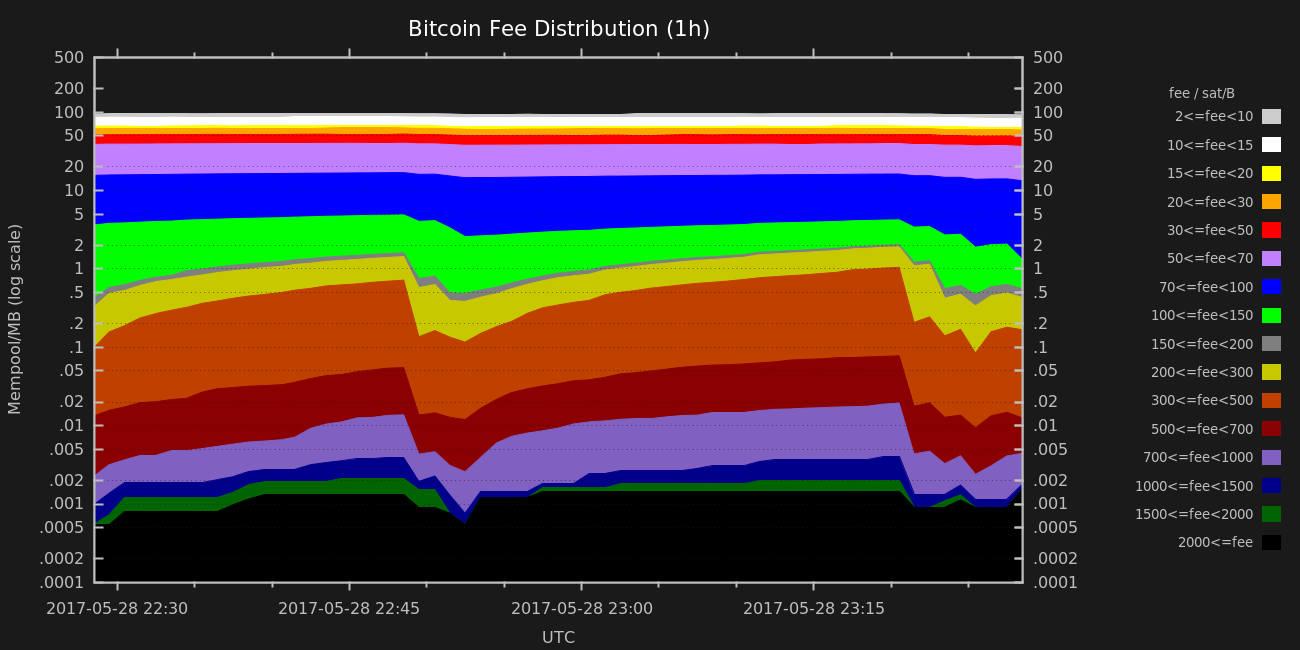 Bitcoin Fee Distribution (1h)
500
200
100
50
20
10
5
2
1
.5
.2
.1
.05
.02
.01
.005
.002
.001
.0005
.0002
.0001
Mempool/MB (log scale)
500
200
100
50
20
10
5
2
1
.5
.2
.1
.05
.02
.01
.005
.002
.001
.0005
.0002
.0001
2017-05-28 22:30 2017-05-28 22:45 2017-05-28 23:00 2017-05-28 23:15
UTC
fee / sat/B
2<=fee<10
10<=fee<15
15<=fee<20
20<=fee<30
30<=fee<50
50<=fee<70
70<=fee<100
100<=fee<150
150<=fee<200
200<=fee<300
300<=fee<500
500<=fee<700
700<=fee<1000
1000<=fee<1500
1500<=fee<2000
2000<=fee